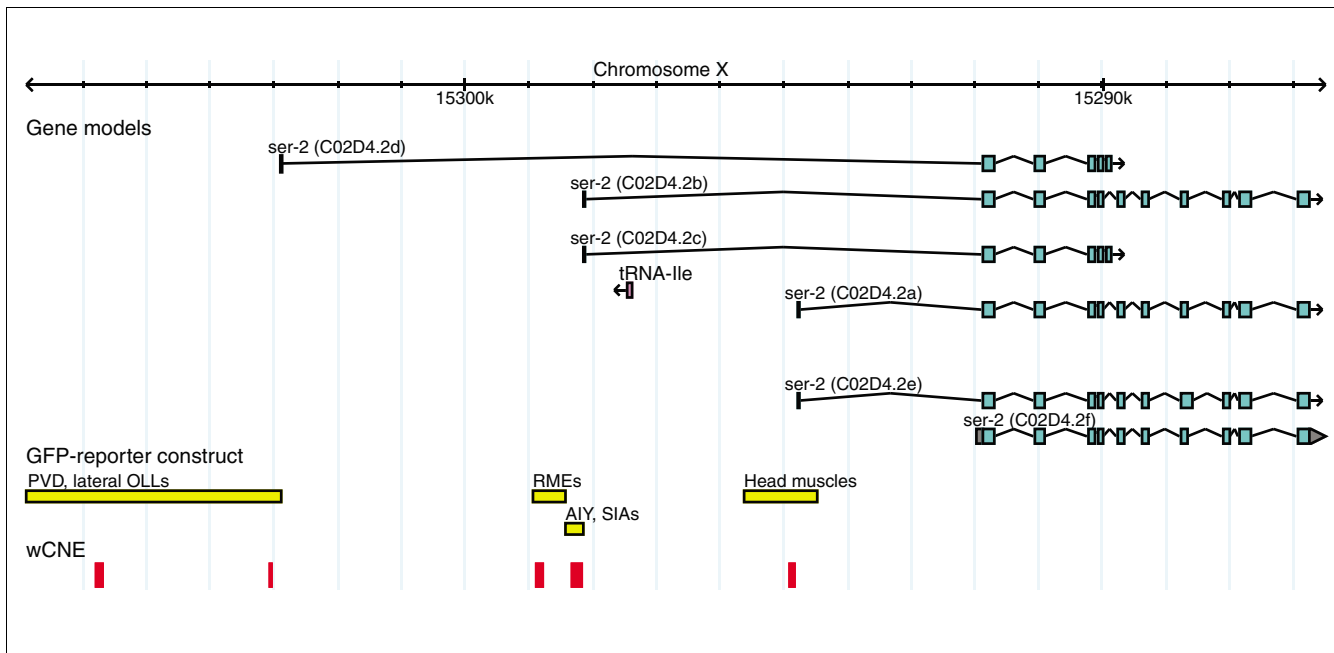 Chromosome X
15300k
15290k
Gene models
ser-2 (C02D4.2d)
ser-2 (C02D4.2b)
ser-2 (C02D4.2c)
tRNA-Ile
ser-2 (C02D4.2a)
ser-2 (C02D4.2e)
ser-2 (C02D4.2f)
GFP-reporter construct
PVD, lateral OLLs
RMEs
Head muscles
AIY, SIAs
wCNE